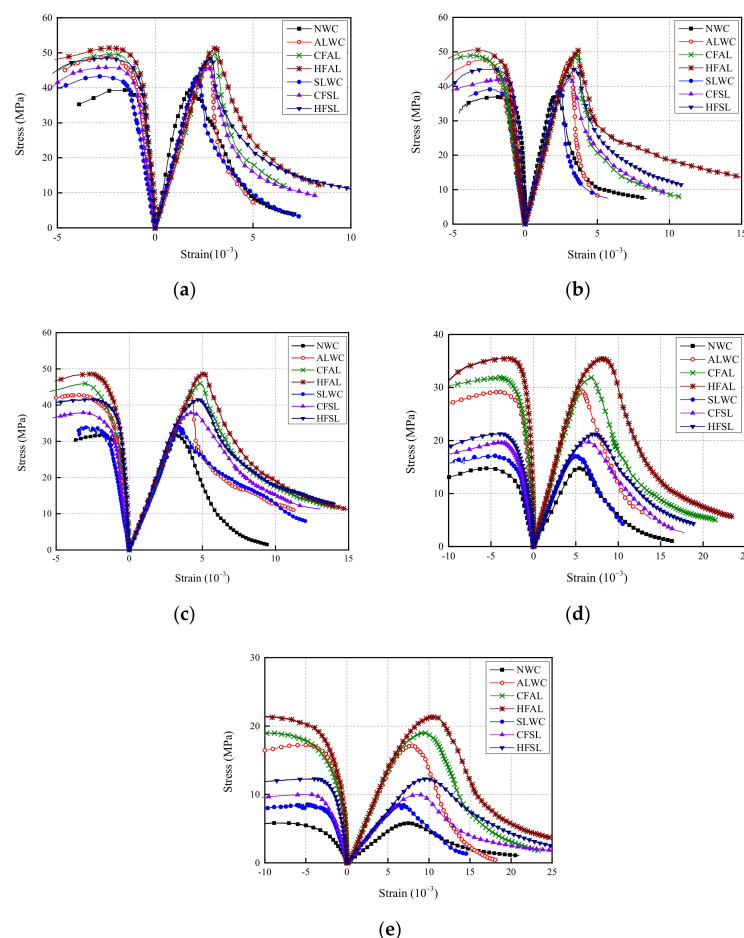 60
50
40
30
20
10
0
Stress (MPa)
-5 0 5 10
Strain(10⁻³)
NWC
ALWC
CFAL
HFAL
SLWC
CFSL
HFSL
(a)
60
50
40
30
20
10
0
Stress (MPa)
-5 0 5 10 15
Strain (10⁻³)
NWC
ALWC
CFAL
HFAL
SLWC
CFSL
HFSL
(b)
60
50
40
30
20
10
0
Stress (MPa)
-5 0 5 10 15
Strain (10⁻³)
NWC
ALWC
CFAL
HFAL
SLWC
CFSL
HFSL
(c)
40
30
20
10
0
Stress (MPa)
-10 -5 0 5 10 15 20 25
Strain (10⁻³)
NWC
ALWC
CFAL
HFAL
SLWC
CFSL
HFSL
(d)
30
20
10
0
Stress (MPa)
-10 -5 0 5 10 15 20 25
Strain (10⁻³)
NWC
ALWC
CFAL
HFAL
SLWC
CFSL
HFSL
(e)